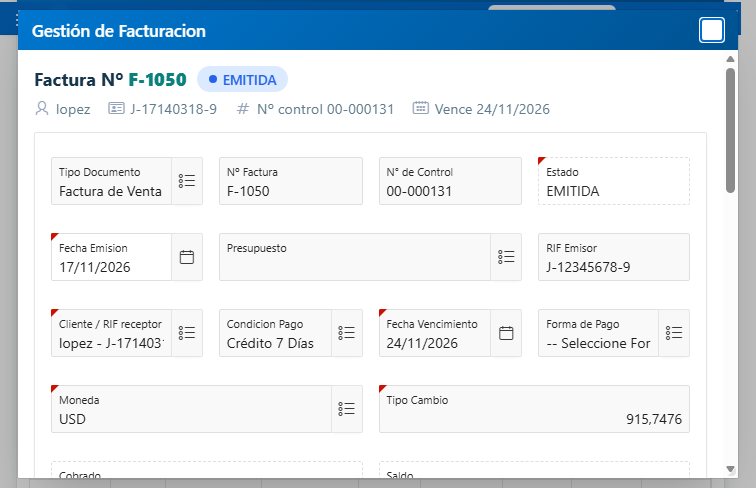 Gestión de Facturacion
Factura Nº F-1050 EMITIDA
lopez J-17140318-9 # Nº control 00-000131 Vence 24/11/2026
Tipo Documento Nº Factura N° de Control Estado
Factura de Venta F-1050 00-000131 EMITIDA
Fecha Emision Presupuesto RIF Emisor
17/11/2026 J-12345678-9
Cliente / RIF receptor Condicion Pago Fecha Vencimiento Forma de Pago
lopez - J-171403 Crédito 7 Días 24/11/2026 -- Seleccione For
Moneda Tipo Cambio
USD 915,7476
Cobrado Saldo